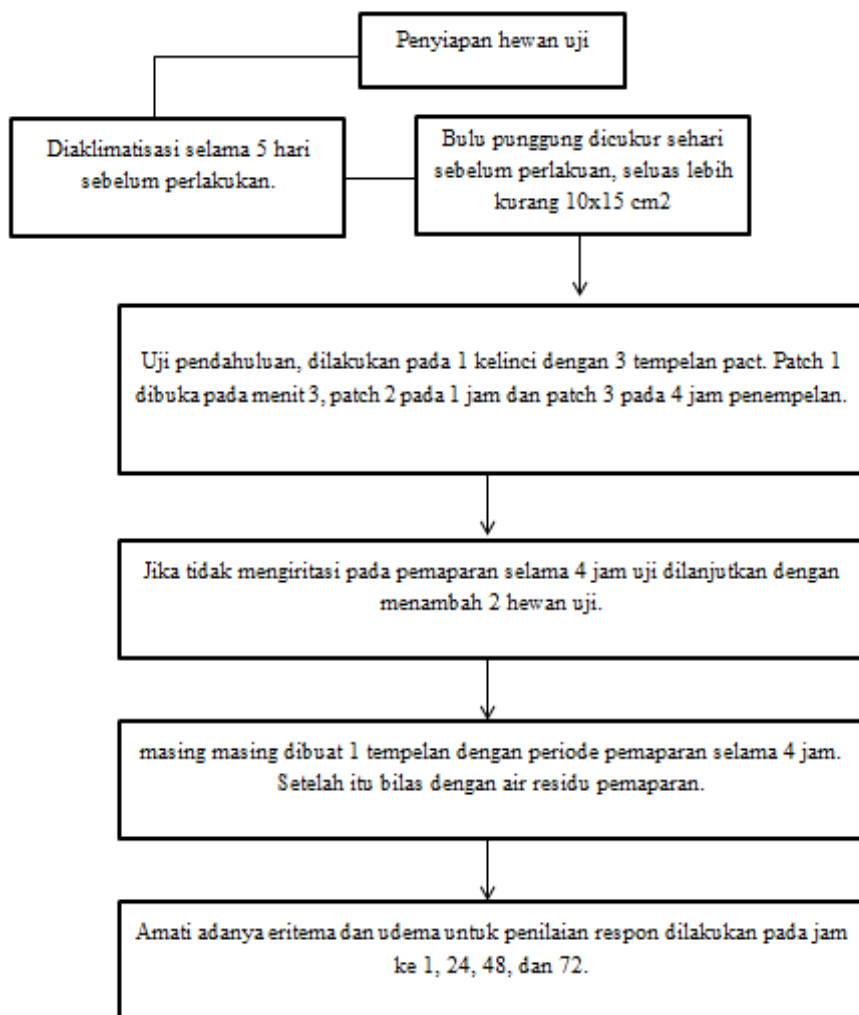 Penyiapan hewan uji
Diaklimatisasi selama 5 hari
sebelum perlakukan.
Bulu punggung dicukur sehari
sebelum perlakuan, seluas lebih
kurang 10x15 cm2
Uji pendahuluan, dilakukan pada 1 kelinci dengan 3 tempelan pact. Patch 1
dibuka pada menit 3, patch 2 pada 1 jam dan patch 3 pada 4 jam penempelan.
Jika tidak mengiritasi pada pemaparan selama 4 jam uji dilanjutkan dengan
menambah 2 hewan uji.
masing masing dibuat 1 tempelan dengan periode pemaparan selama 4 jam.
Setelah itu bilas dengan air residu pemaparan.
Amati adanya eritema dan udema untuk penilaian respon dilakukan pada jam
ke 1, 24, 48, dan 72.